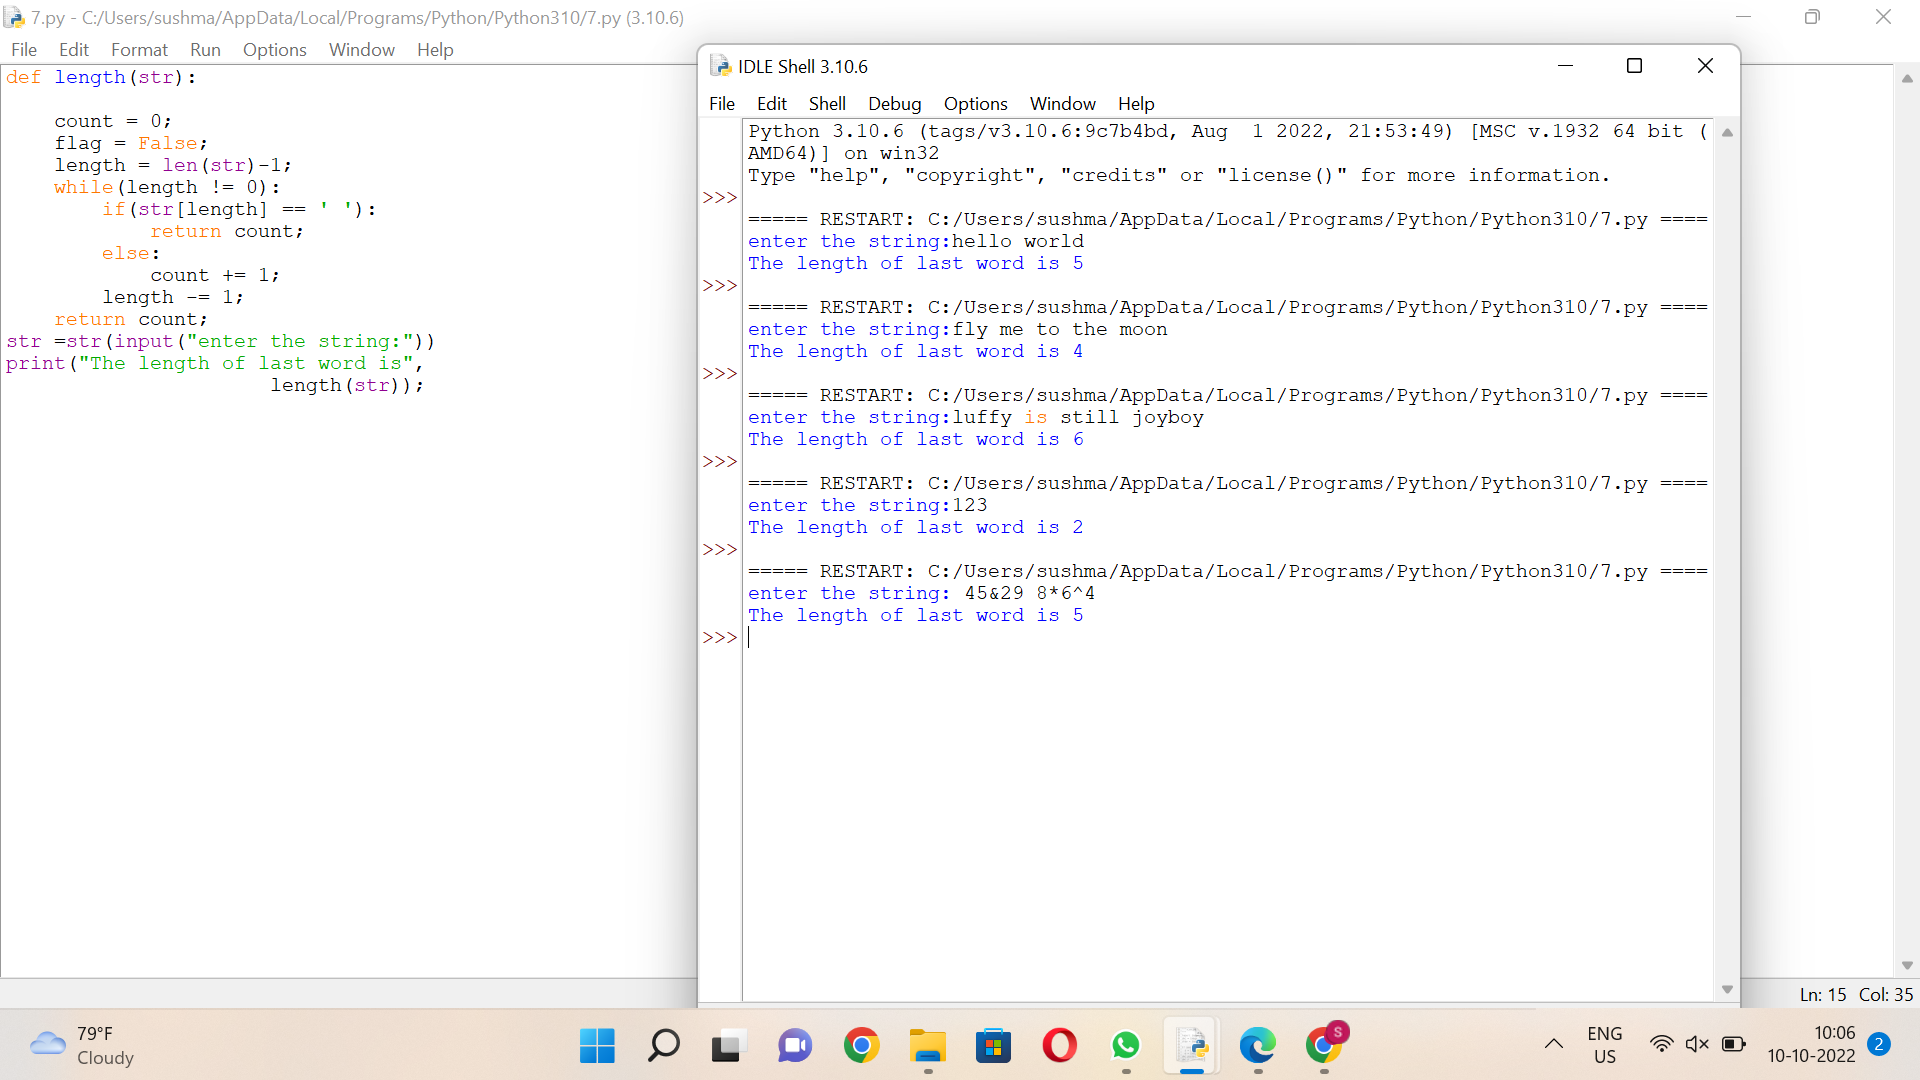 7.py - C:/Users/sushma/AppData/Local/Programs/Python/Python310/7.py (3.10.6)
File Edit Format Run Options Window Help
def length(str):
    count = 0;
    flag = False;
    length = len(str)-1;
    while(length != 0):
        if(str[length] == ' '):
            return count;
        else:
            count += 1;
        length -= 1;
    return count;
str =str(input("enter the string:"))
print("The length of last word is",
                      length(str));
IDLE Shell 3.10.6
File Edit Shell Debug Options Window Help
Python 3.10.6 (tags/v3.10.6:9c7b4bd, Aug  1 2022, 21:53:49) [MSC v.1932 64 bit (
AMD64)] on win32
Type "help", "copyright", "credits" or "license()" for more information.
>>>
===== RESTART: C:/Users/sushma/AppData/Local/Programs/Python/Python310/7.py ====
enter the string:hello world
The length of last word is 5
>>>
===== RESTART: C:/Users/sushma/AppData/Local/Programs/Python/Python310/7.py ====
enter the string:fly me to the moon
The length of last word is 4
>>>
===== RESTART: C:/Users/sushma/AppData/Local/Programs/Python/Python310/7.py ====
enter the string:luffy is still joyboy
The length of last word is 6
>>>
===== RESTART: C:/Users/sushma/AppData/Local/Programs/Python/Python310/7.py ====
enter the string:123
The length of last word is 2
>>>
===== RESTART: C:/Users/sushma/AppData/Local/Programs/Python/Python310/7.py ====
enter the string: 45&29 8*6^4
The length of last word is 5
>>>
Ln: 15 Col: 35
79°F
Cloudy
S
ENG
US
10:06
10-10-2022
2